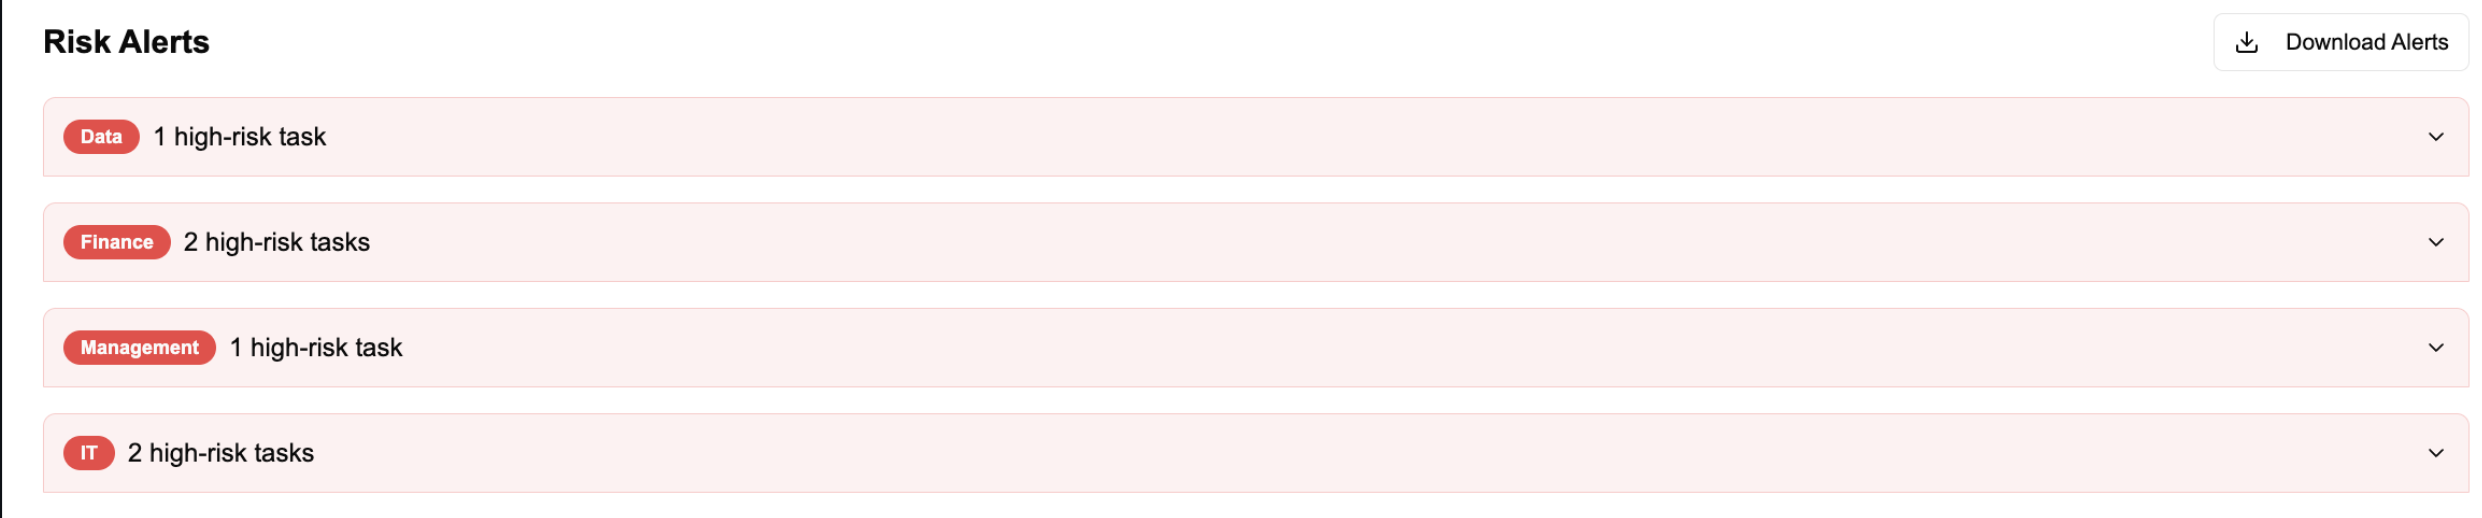 Risk Alerts
Download Alerts
Data 1 high-risk task
Finance 2 high-risk tasks
Management 1 high-risk task
IT 2 high-risk tasks